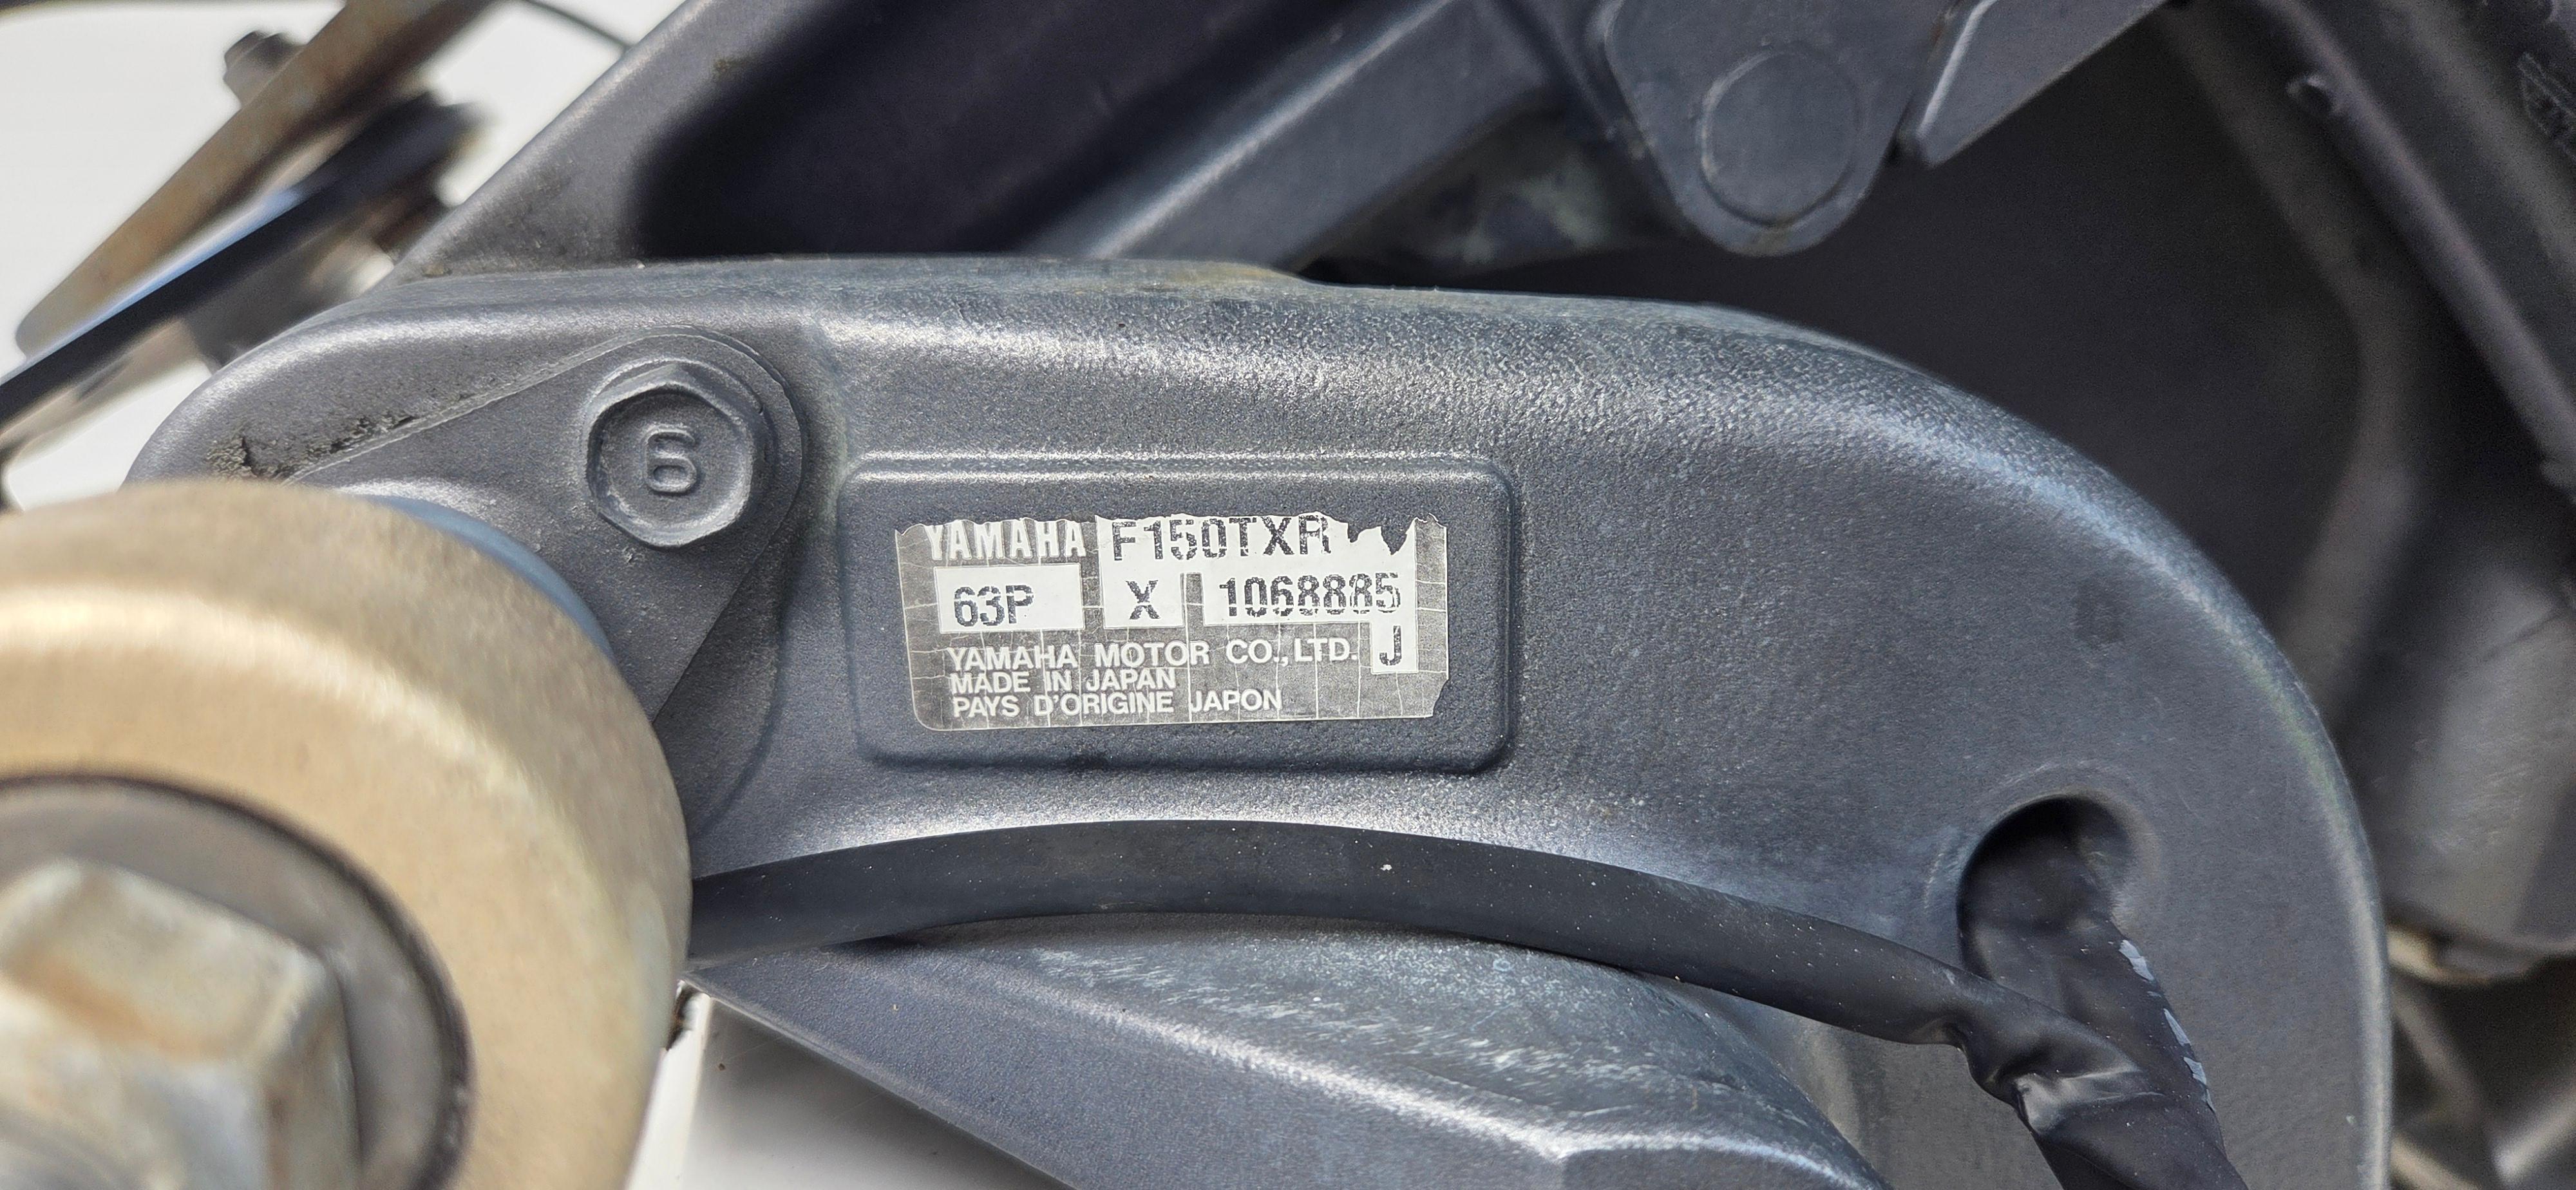 6
YAMAHA F150TXR
63P X 1068885
J
YAMAHA MOTOR CO.,LTD.
MADE IN JAPAN
PAYS D'ORIGINE JAPON